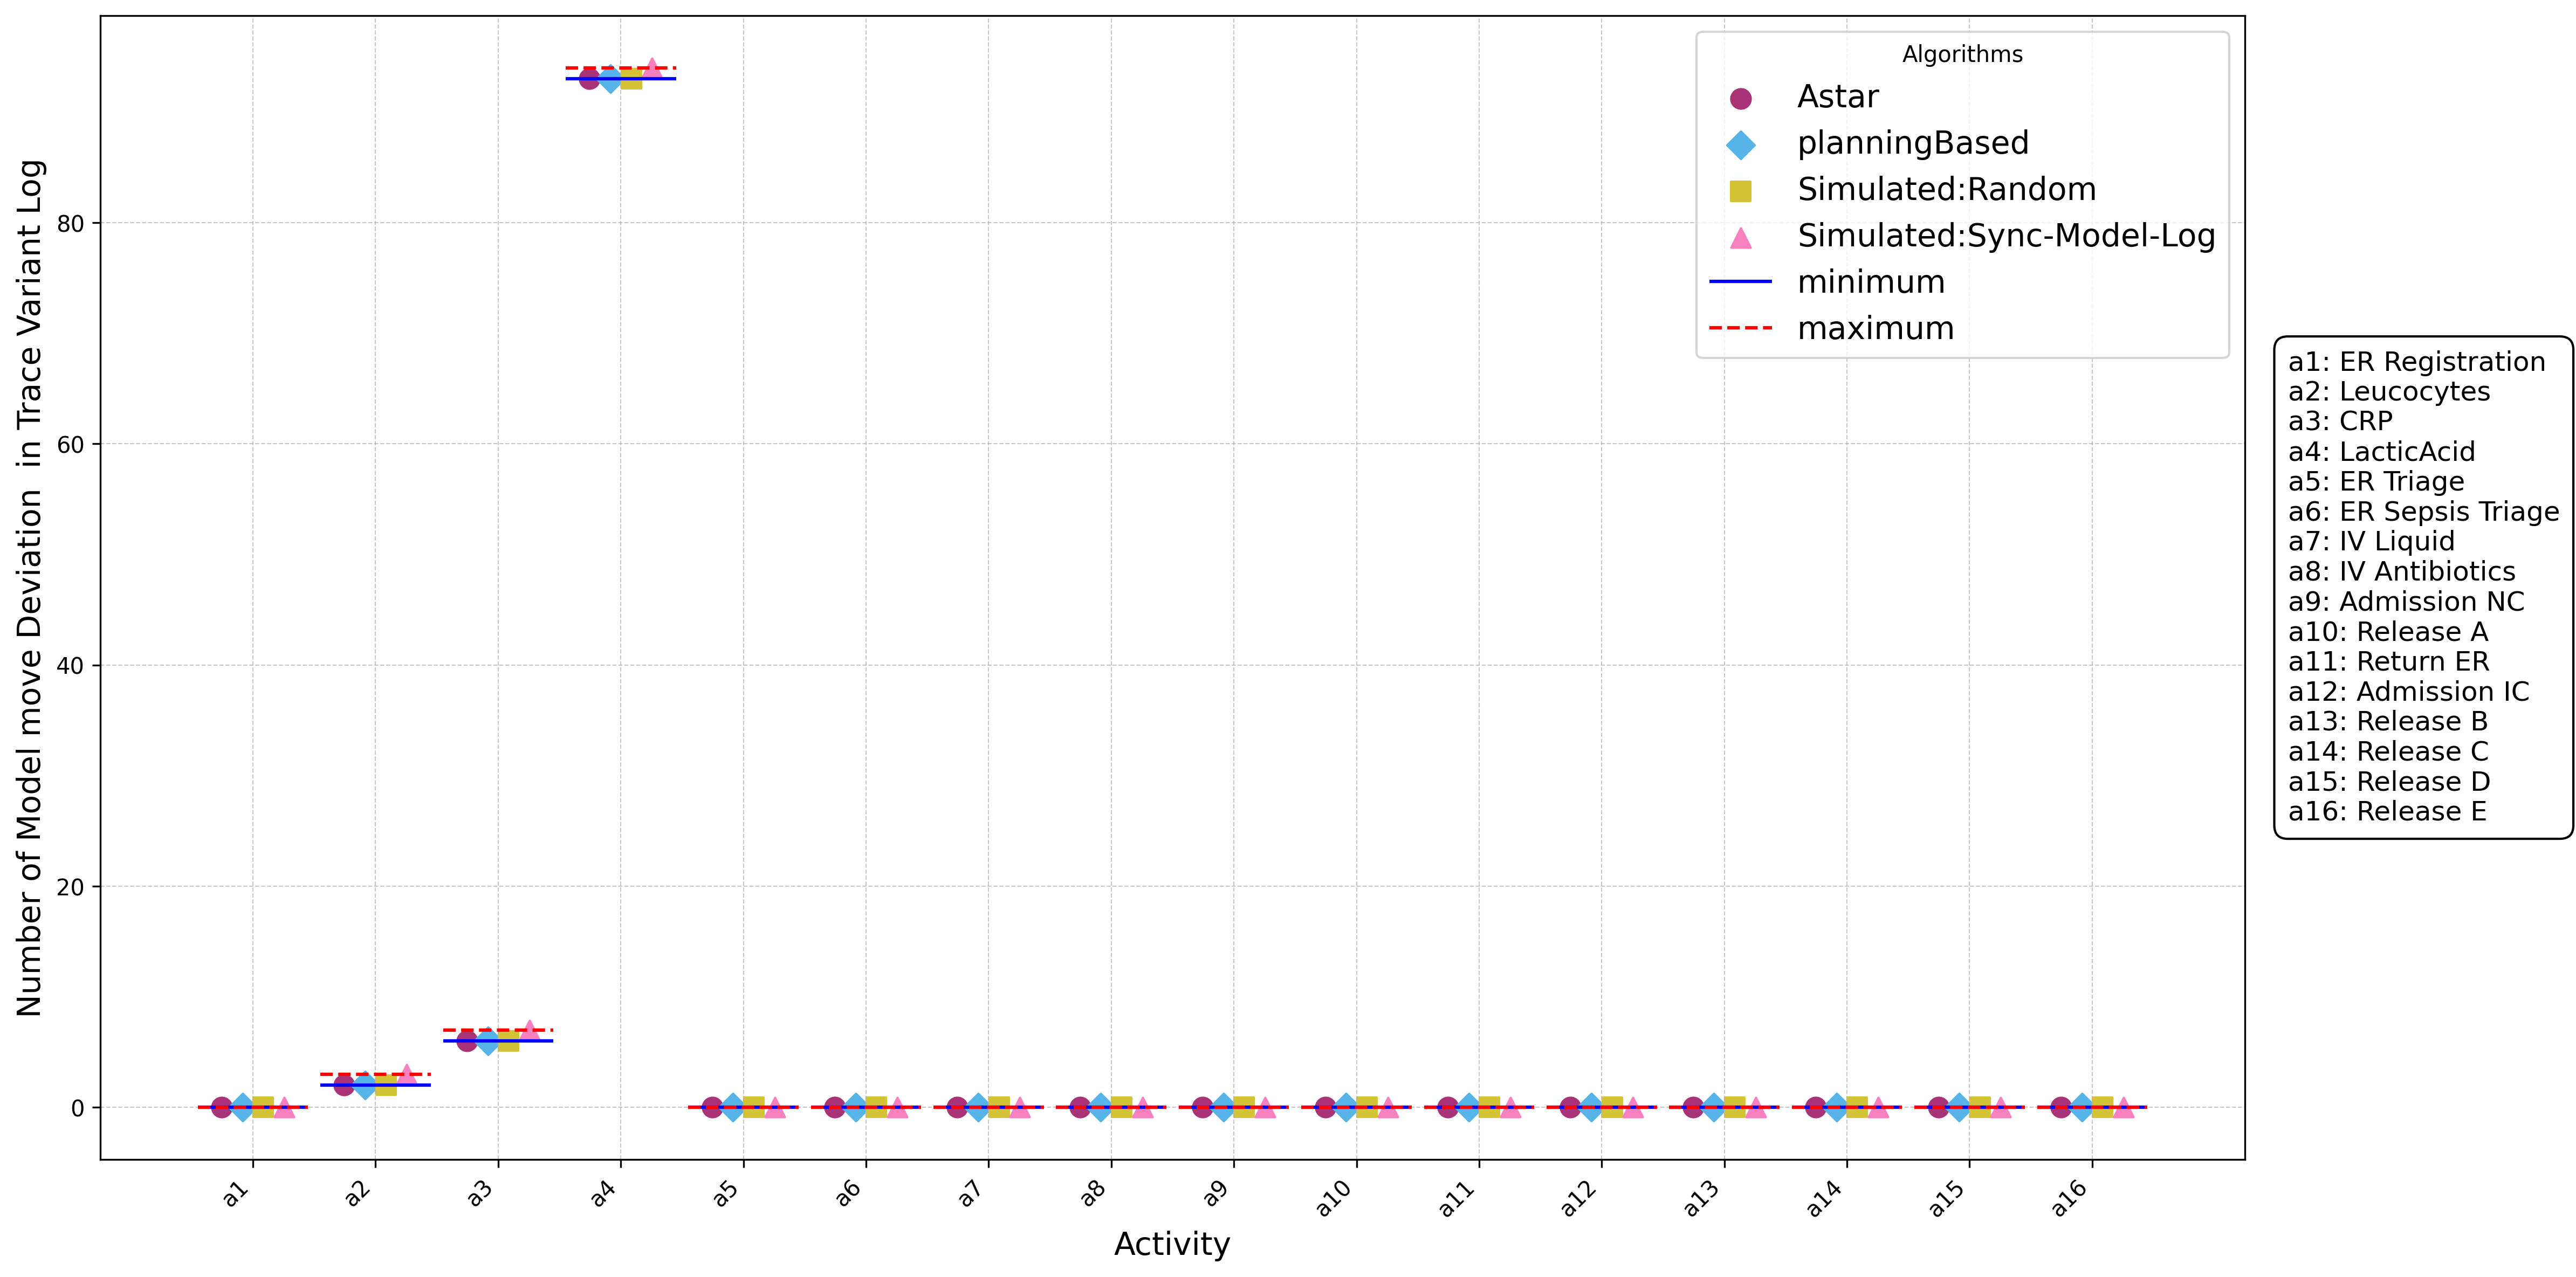 Number of Model move Deviation  in Trace Variant Log
80
60
40
20
0
a1
a2
a3
a4
a5
a6
a7
a8
a9
a10
a11
a12
a13
a14
a15
a16
Activity
Algorithms
Astar
planningBased
Simulated:Random
Simulated:Sync-Model-Log
minimum
maximum
a1: ER Registration
a2: Leucocytes
a3: CRP
a4: LacticAcid
a5: ER Triage
a6: ER Sepsis Triage
a7: IV Liquid
a8: IV Antibiotics
a9: Admission NC
a10: Release A
a11: Return ER
a12: Admission IC
a13: Release B
a14: Release C
a15: Release D
a16: Release E